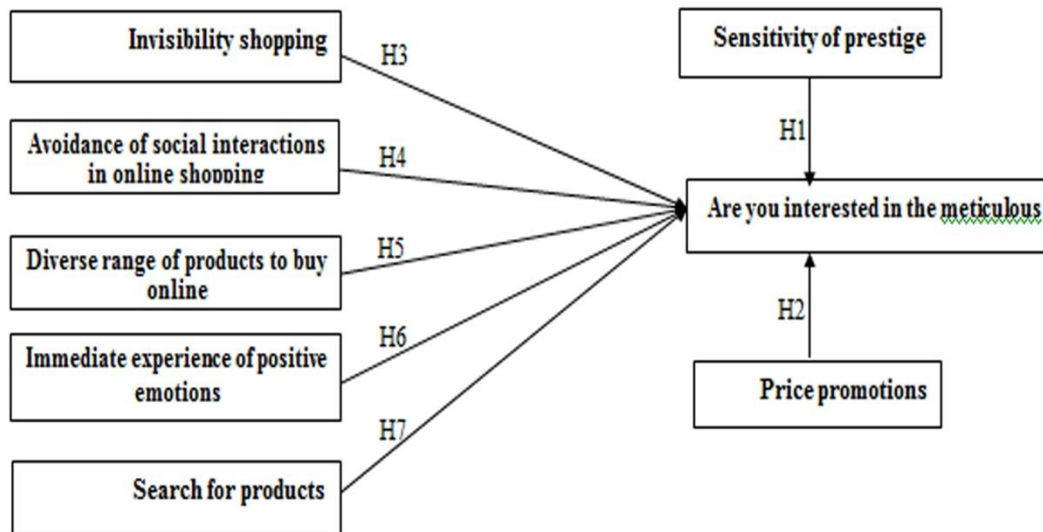 Invisibility shopping
Sensitivity of prestige
H3
H1
Avoidance of social interactions
in online shopping
H4
Are you interested in the meticulous
Diverse range of products to buy
online
H5
H2
Immediate experience of positive
emotions
H6
Price promotions
H7
Search for products